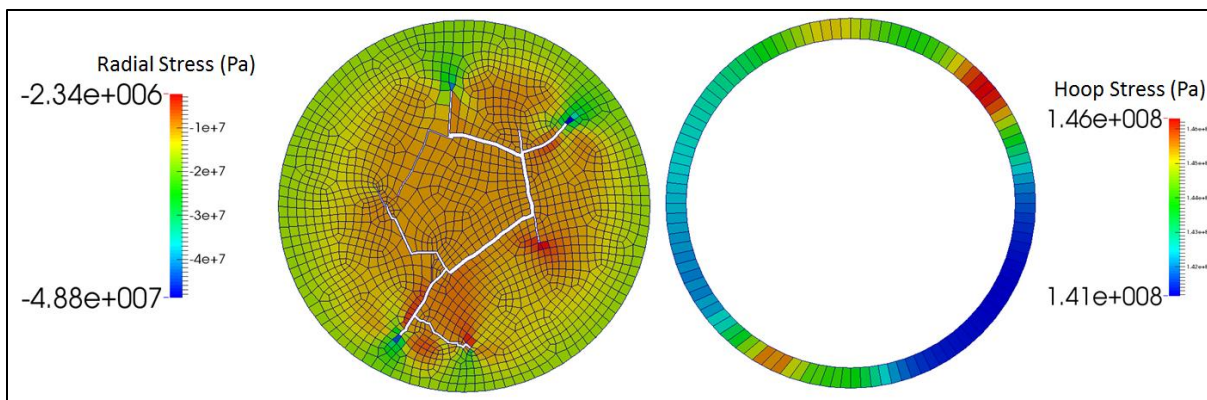 Radial Stress (Pa)
-2.34e+006
-1e+7
-2e+7
-3e+7
-4e+7
-4.88e+007
Hoop Stress (Pa)
1.46e+008
1.41e+008